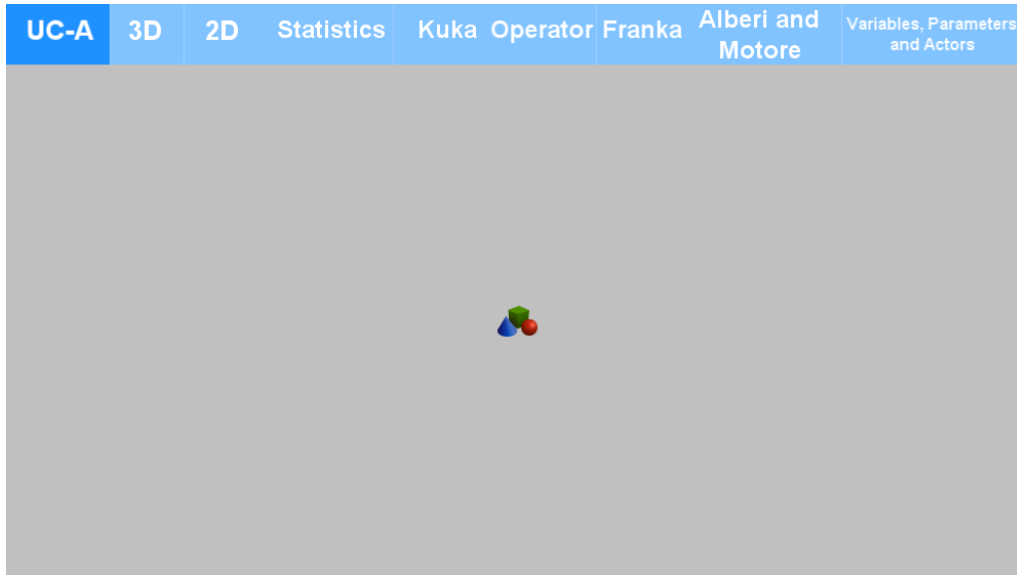 UC-A
3D
2D
Statistics
Kuka
Operator
Franka
Alberi and
Motore
Variables, Parameters
and Actors